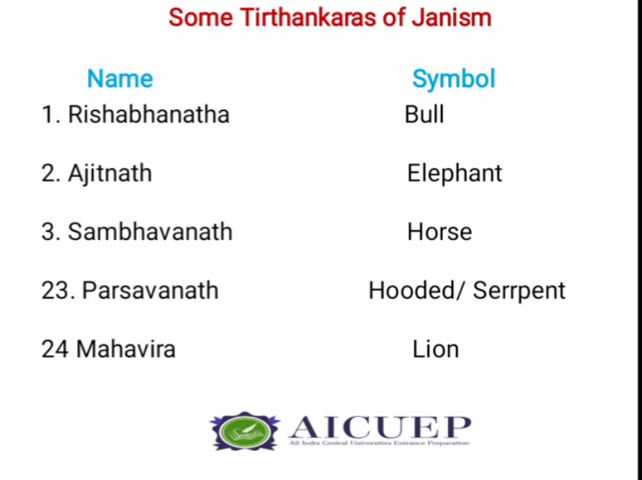 Some Tirthankaras of Janism
Name Symbol
1. Rishabhanatha Bull
2. Ajitnath Elephant
3. Sambhavanath Horse
23. Parsavanath Hooded/ Serrpent
24 Mahavira Lion
AICUEP
All India Central Universities Entrance Preparation